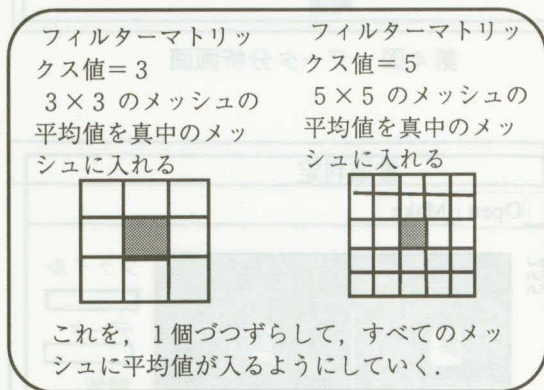 フィルターマトリッ
クス値＝３
３×３ のメッシュの
平均値を真中のメッ
シュに入れる
フィルターマトリッ
クス値＝５
５×５ のメッシュの
平均値を真中のメッ
シュに入れる
これを，１個づつずらして，すべてのメッ
シュに平均値が入るようにしていく．